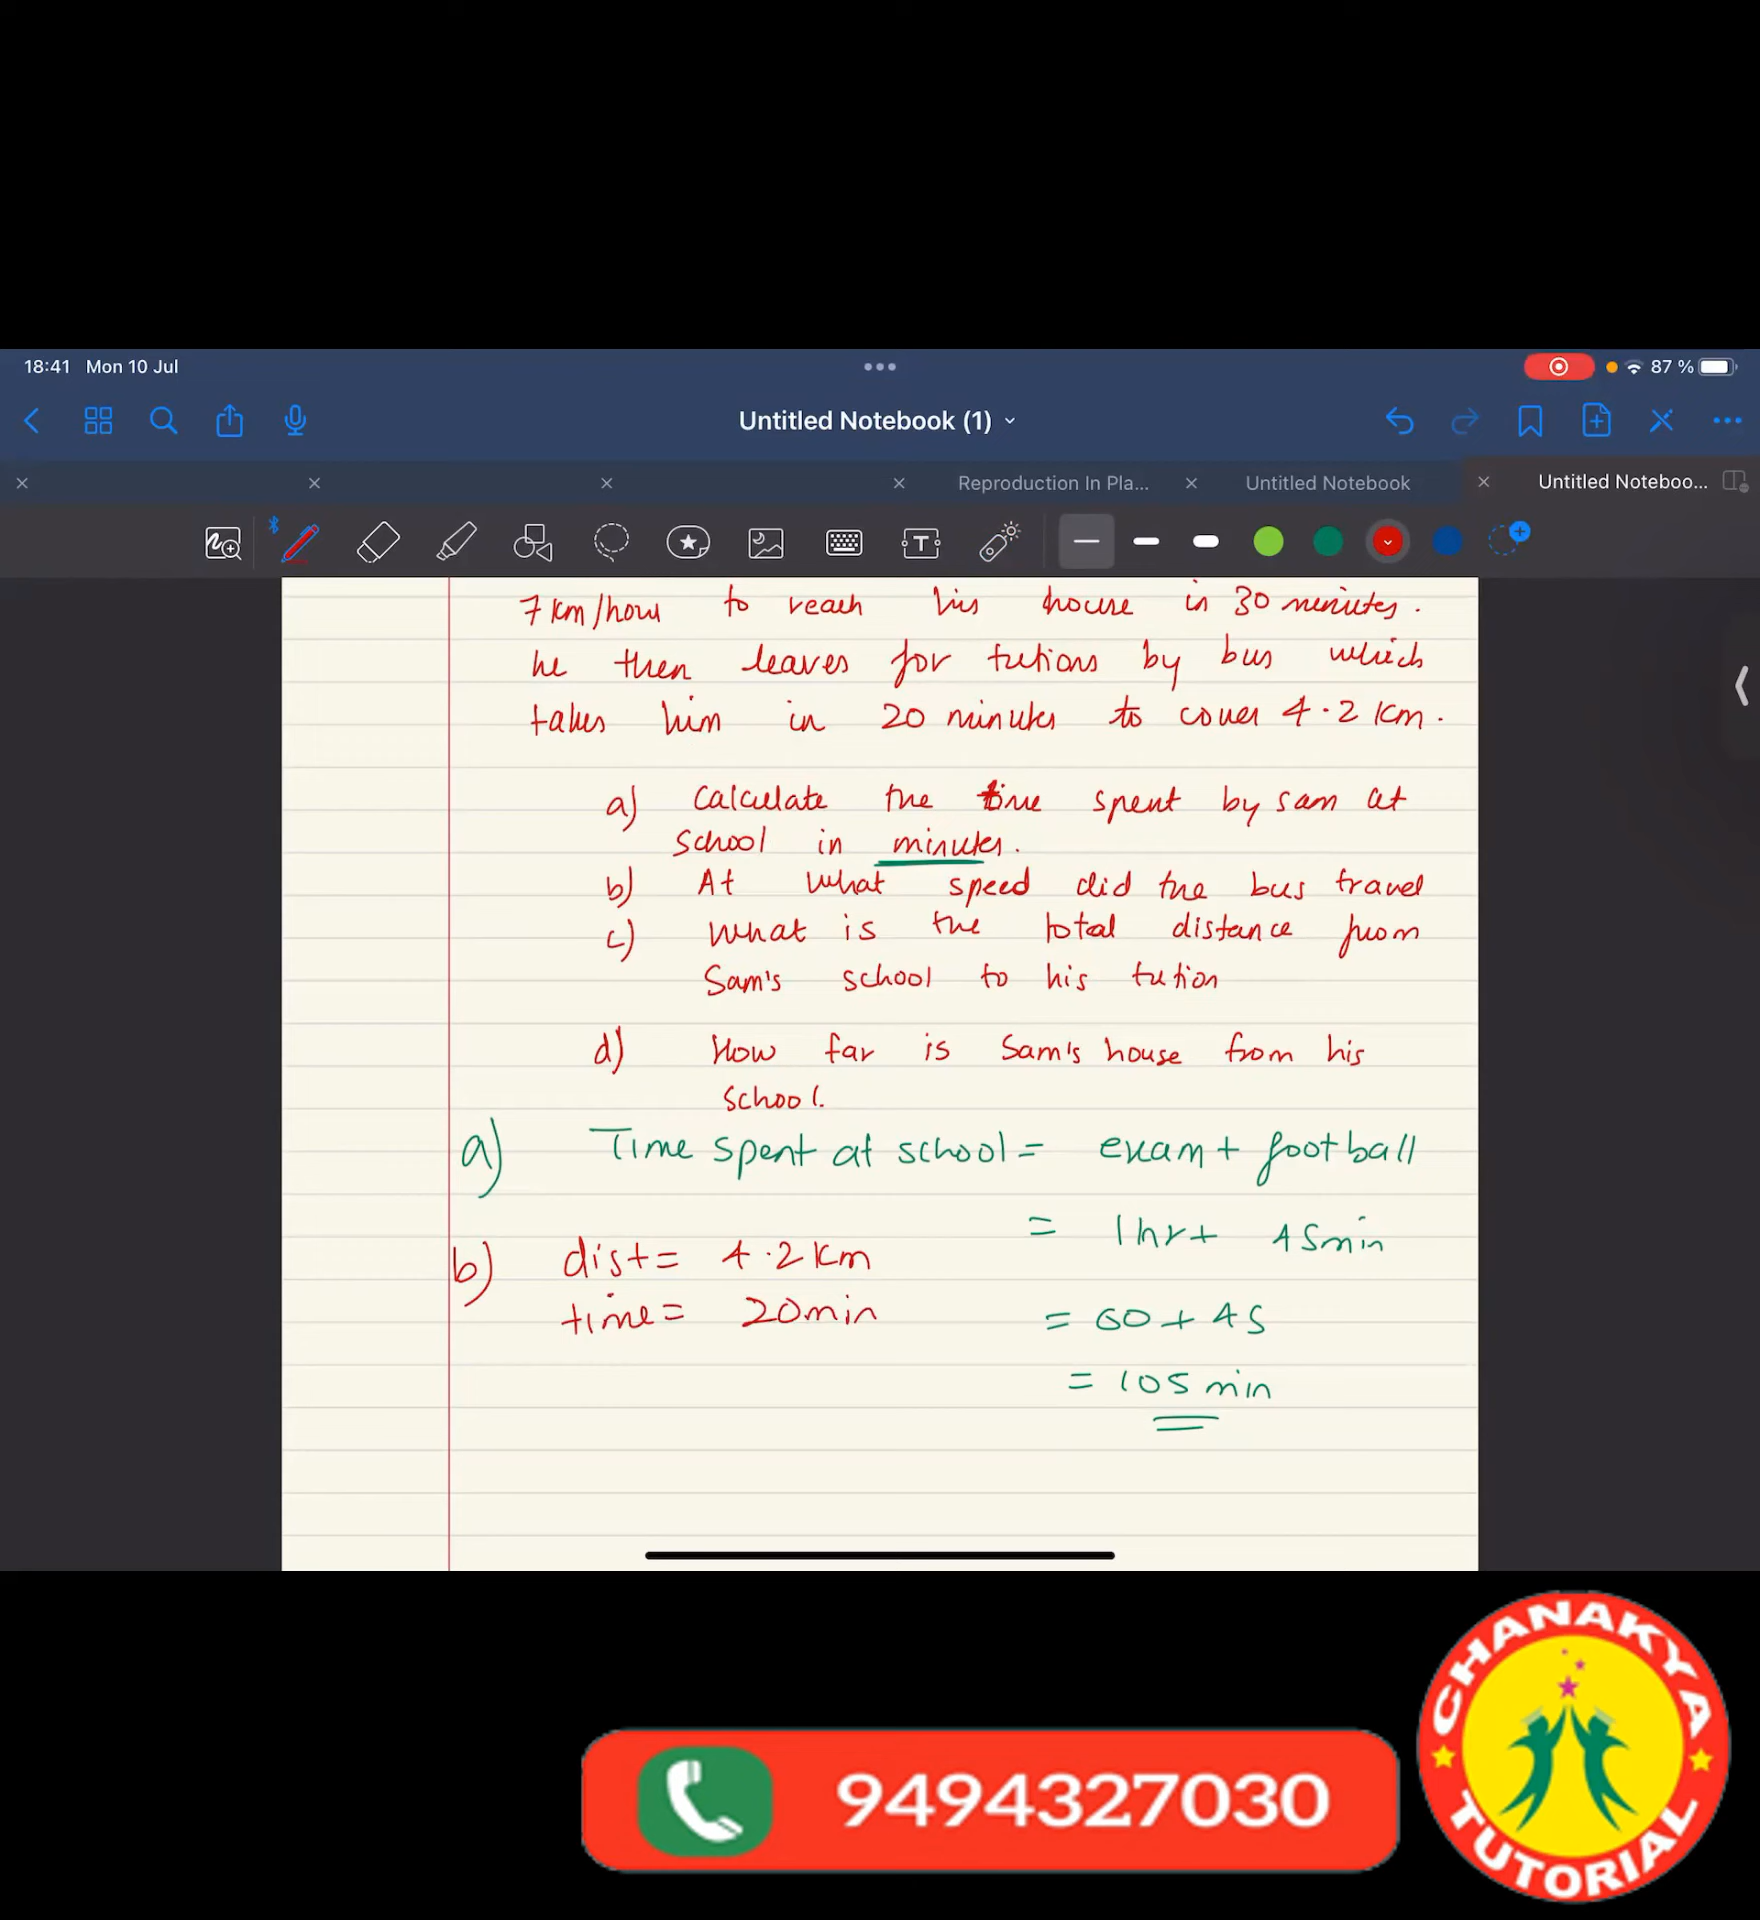 18:41 Mon 10 Jul
87 %
Untitled Notebook (1)
Reproduction In Pla...
Untitled Notebook
Untitled Noteboo...
7 km/hour to reach his house in 30 minutes.
he then leaves for tutions by bus which
takes him in 20 minutes to cover 4.2 km.
a) Calculate the time spent by sam at
school in minutes.
b) At what speed did the bus travel
c) What is the total distance from
Sam's school to his tution
d) How far is Sam's house from his
school.
a) Time spent at school = exam + football
= 1hr + 45min
b) dist = 4.2 km
time = 20min
= 60 + 45
= 105 min
9494327030
CHANAKYA
TUTORIAL